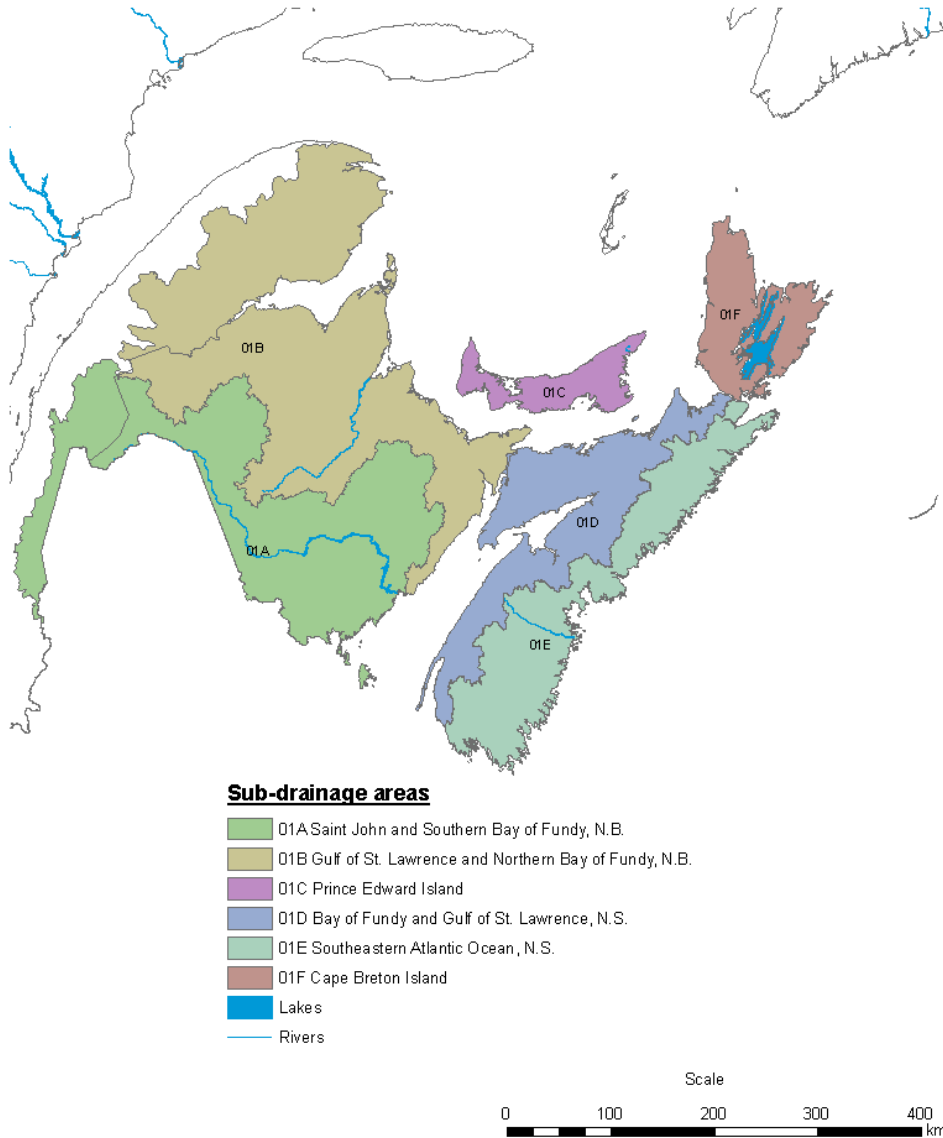 01F
01B
01C
01D
01A
01E
Sub-drainage areas
01A Saint John and Southern Bay of Fundy, N.B.
01B Gulf of St. Lawrence and Northern Bay of Fundy, N.B.
01C Prince Edward Island
01D Bay of Fundy and Gulf of St. Lawrence, N.S.
01E Southeastern Atlantic Ocean, N.S.
01F Cape Breton Island
Lakes
Rivers
Scale
0 100 200 300 400
km